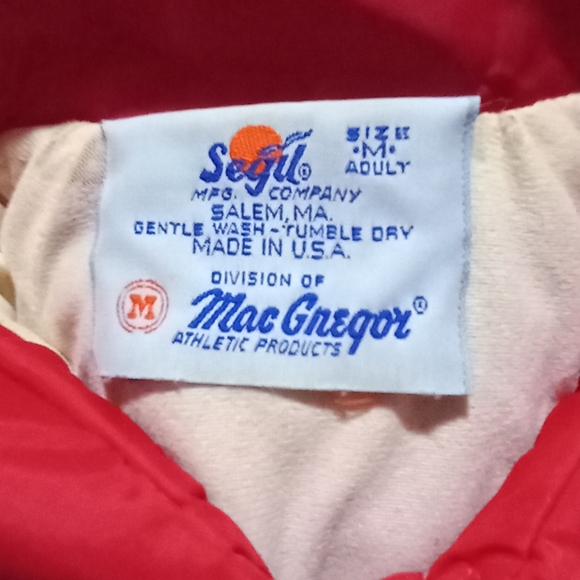 Segil®
MFG. COMPANY
SALEM, MA.
GENTLE WASH-TUMBLE DRY
MADE IN U.S.A.
SIZE
·M·
ADULT
DIVISION OF
M
MacGregor®
ATHLETIC PRODUCTS